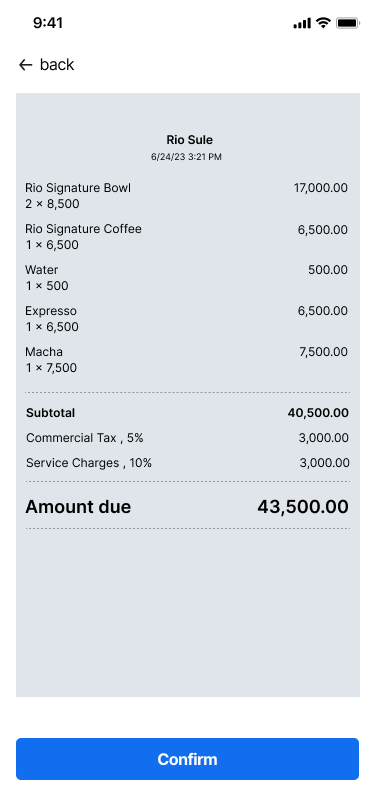 9:41
← back
Rio Sule
6/24/23 3:21 PM
Rio Signature Bowl 17,000.00
2 × 8,500
Rio Signature Coffee 6,500.00
1 × 6,500
Water 500.00
1 × 500
Expresso 6,500.00
1 × 6,500
Macha 7,500.00
1 × 7,500
Subtotal 40,500.00
Commercial Tax , 5% 3,000.00
Service Charges , 10% 3,000.00
Amount due 43,500.00
Confirm